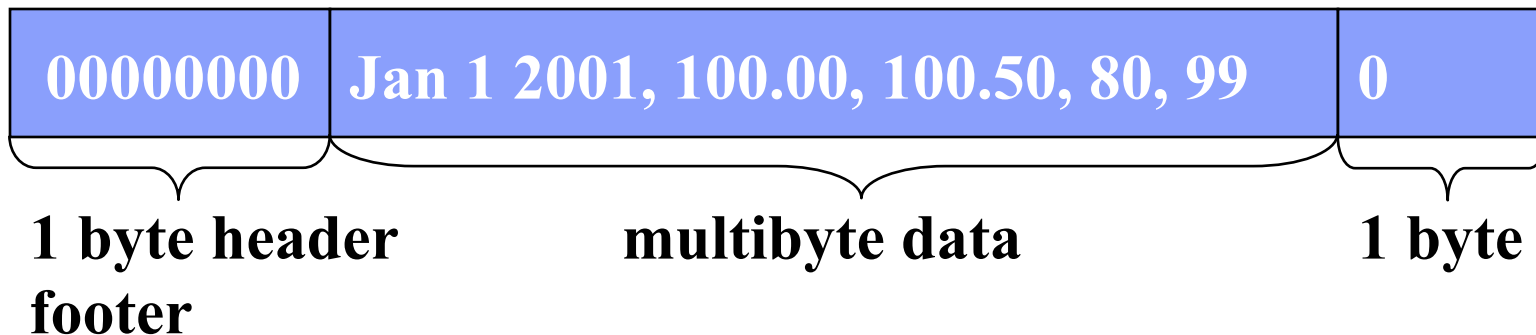 00000000 Jan 1 2001, 100.00, 100.50, 80, 99 0
1 byte header multibyte data 1 byte
footer